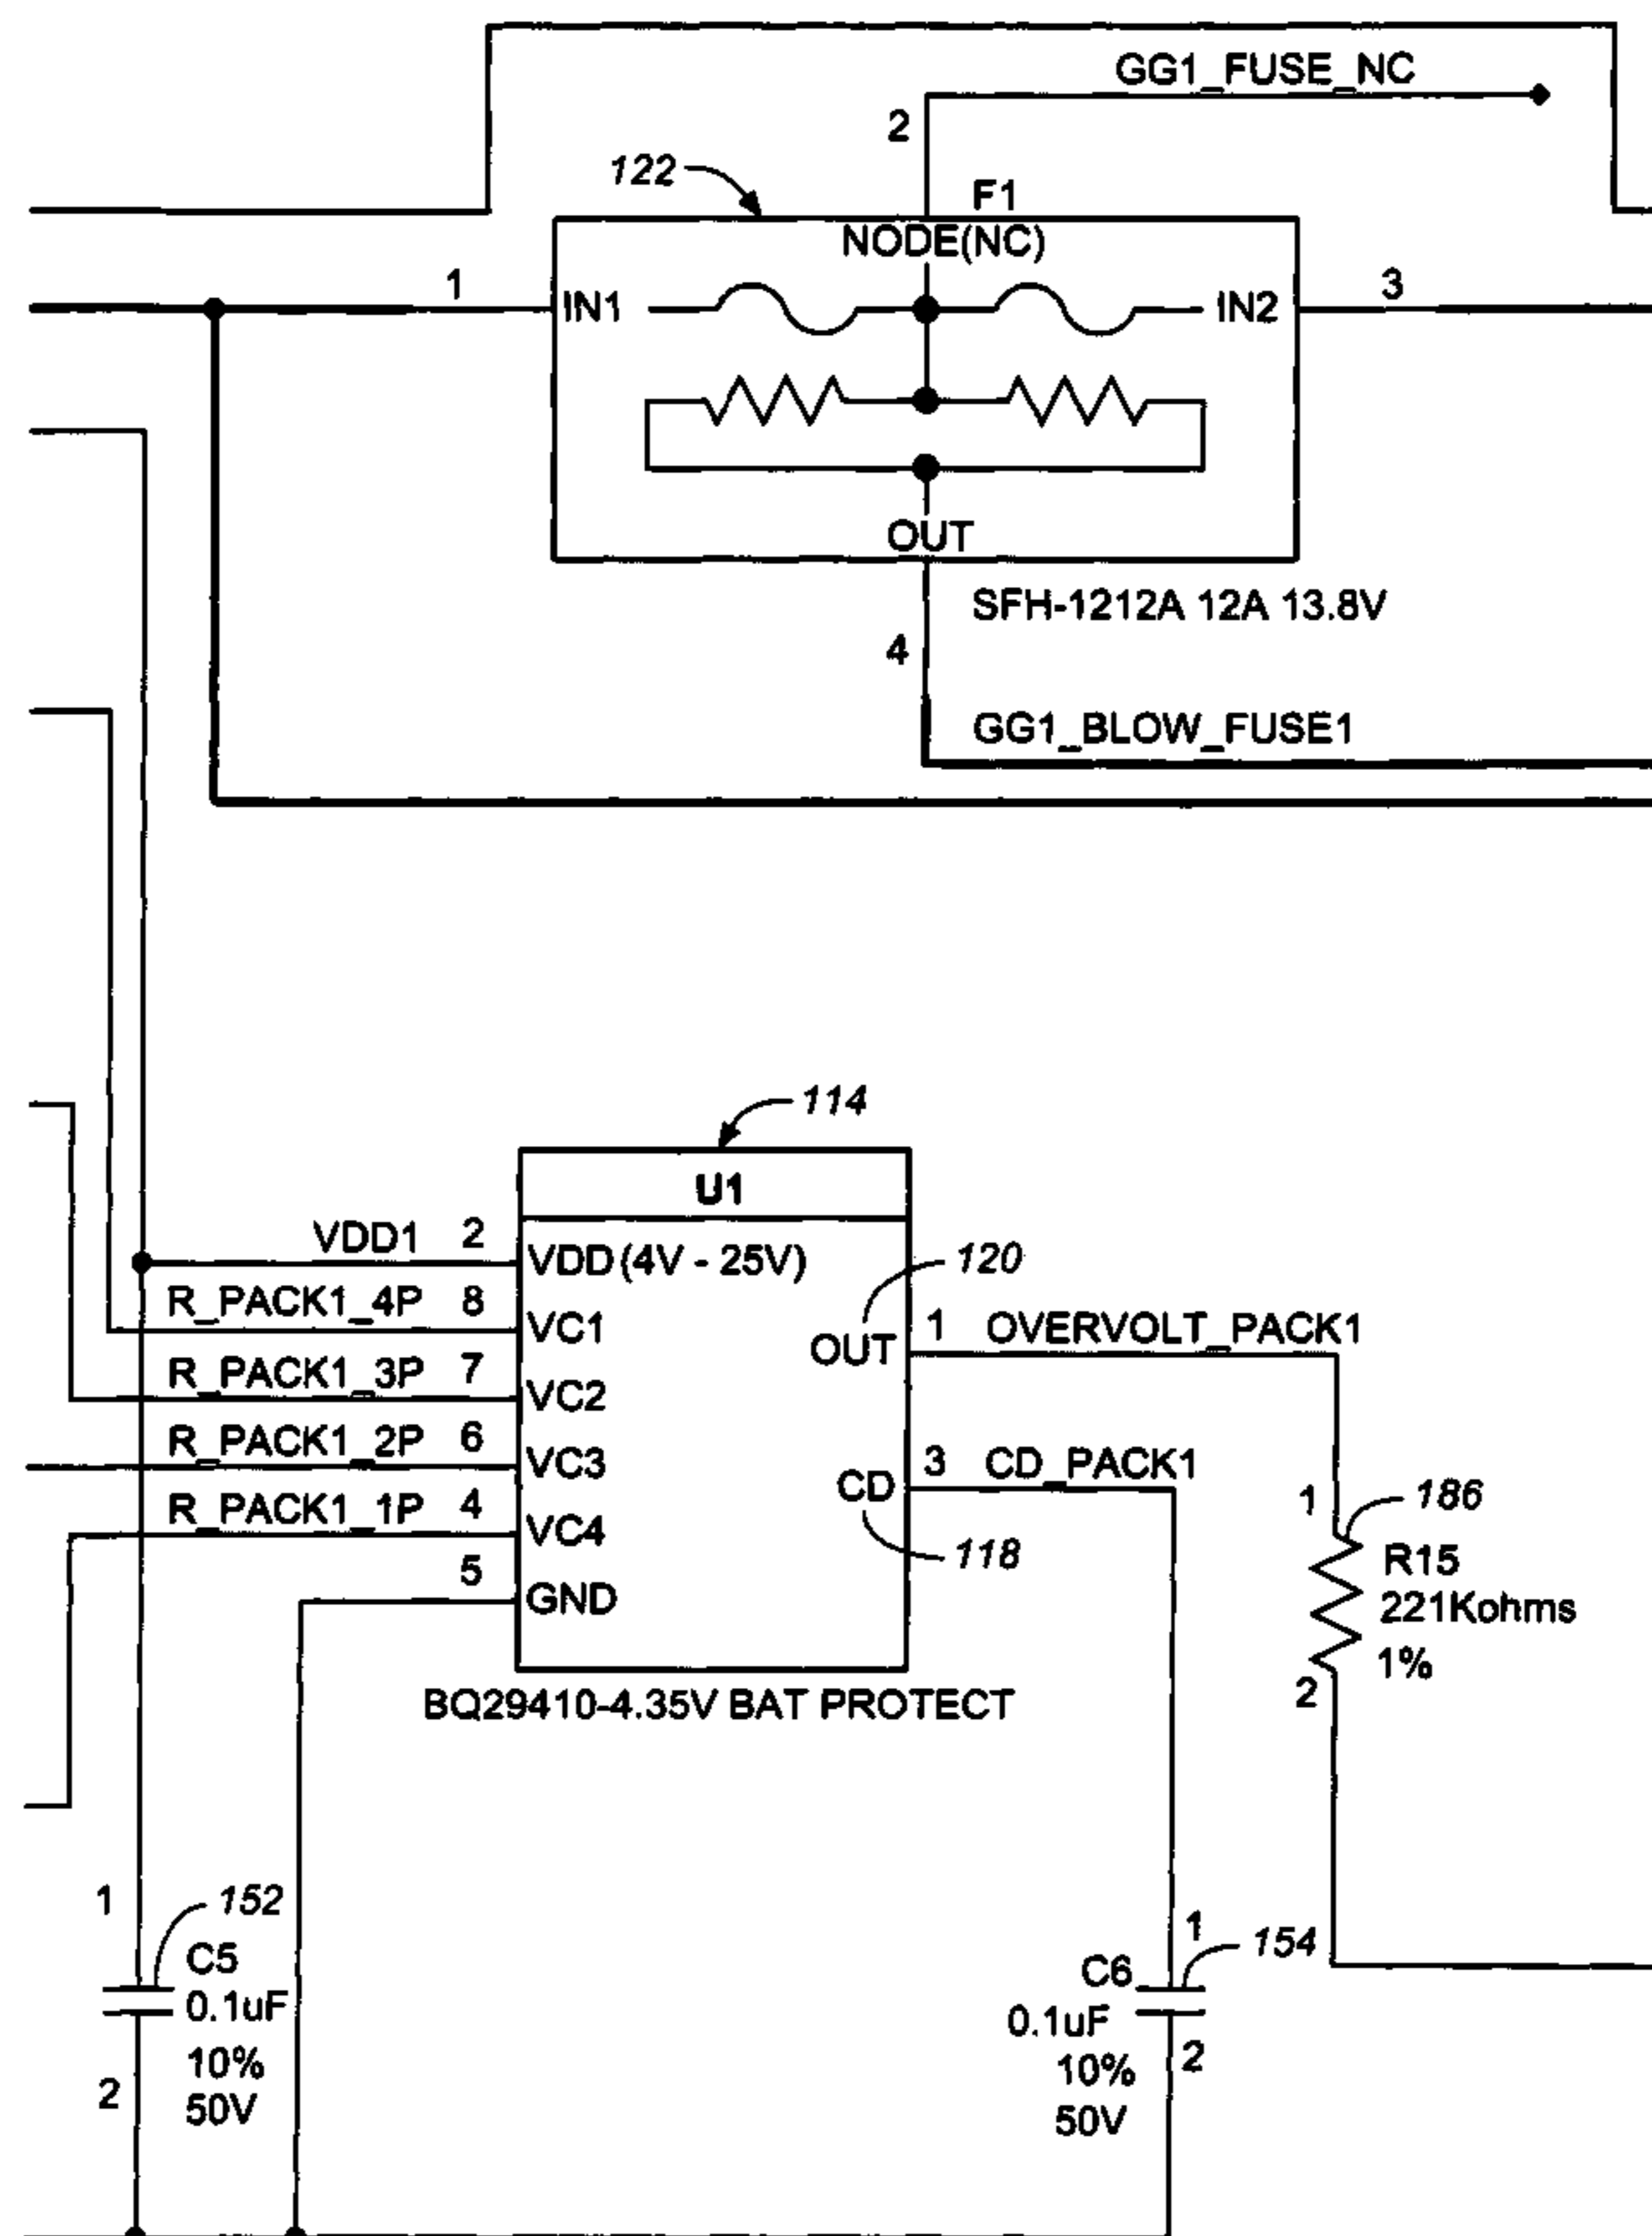 GG1_FUSE_NC
2
122
F1
NODE(NC)
1
IN1
IN2
3
OUT
SFH-1212A 12A 13.8V
4
GG1_BLOW_FUSE1
114
U1
VDD1 2
VDD(4V - 25V)
120
R_PACK1_4P 8
VC1
1 OVERVOLT_PACK1
OUT
R_PACK1_3P 7
VC2
R_PACK1_2P 6
VC3
3 CD_PACK1
CD
R_PACK1_1P 4
VC4
118
5
GND
1
186
R15
221Kohms
1%
2
BQ29410-4.35V BAT PROTECT
1
152
C5
0.1uF
10%
50V
2
1
154
C6
0.1uF
10%
50V
2